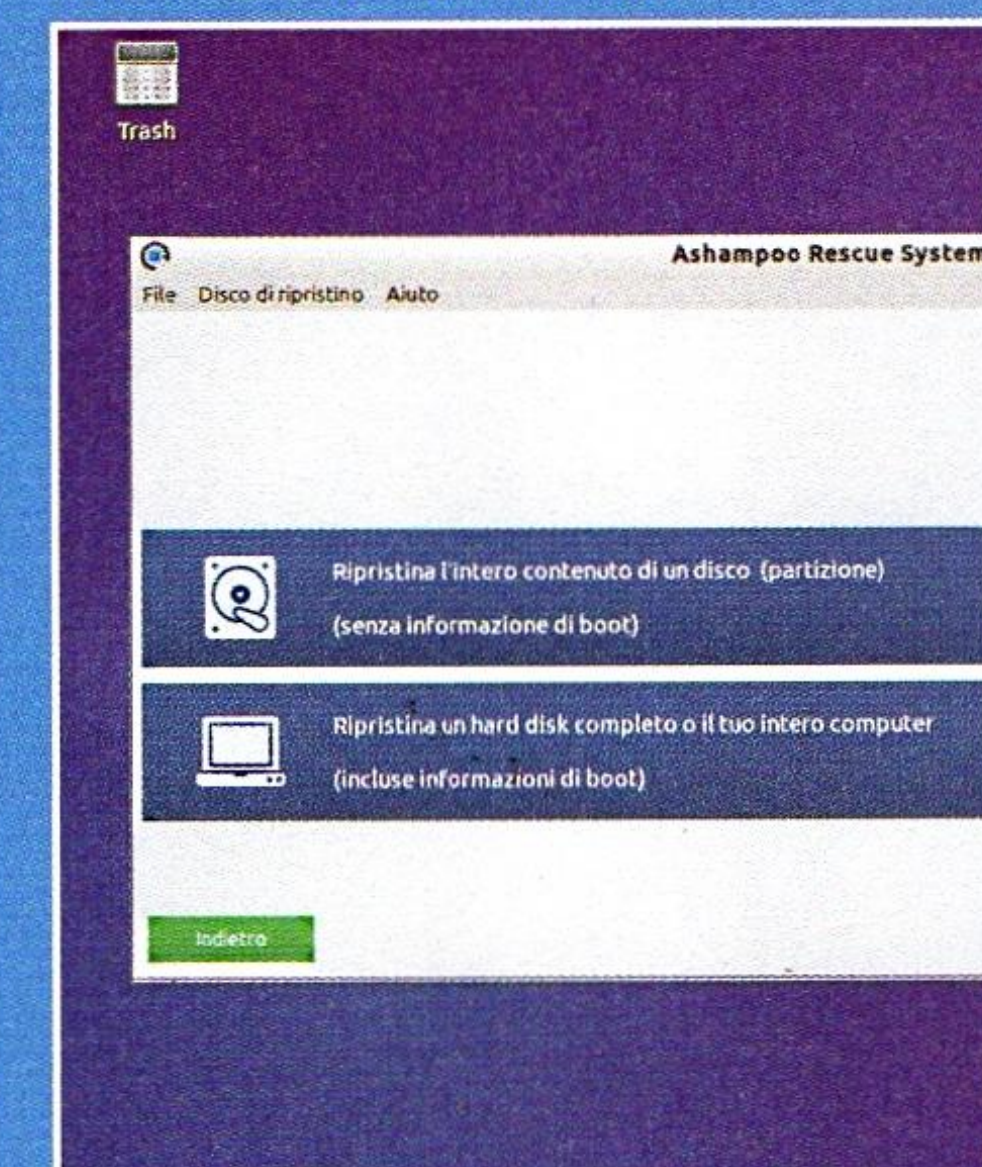 Trash
Ashampoo Rescue System
File Disco di ripristino Aiuto
Ripristina l'intero contenuto di un disco (partizione)
(senza informazione di boot)
Ripristina un hard disk completo o il tuo intero computer
(incluse informazioni di boot)
Indietro